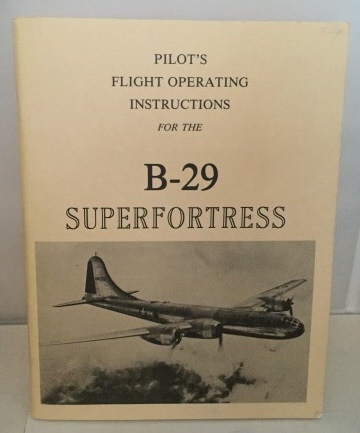 PILOT'S
FLIGHT OPERATING
INSTRUCTIONS
FOR THE
B-29
SUPERFORTRESS